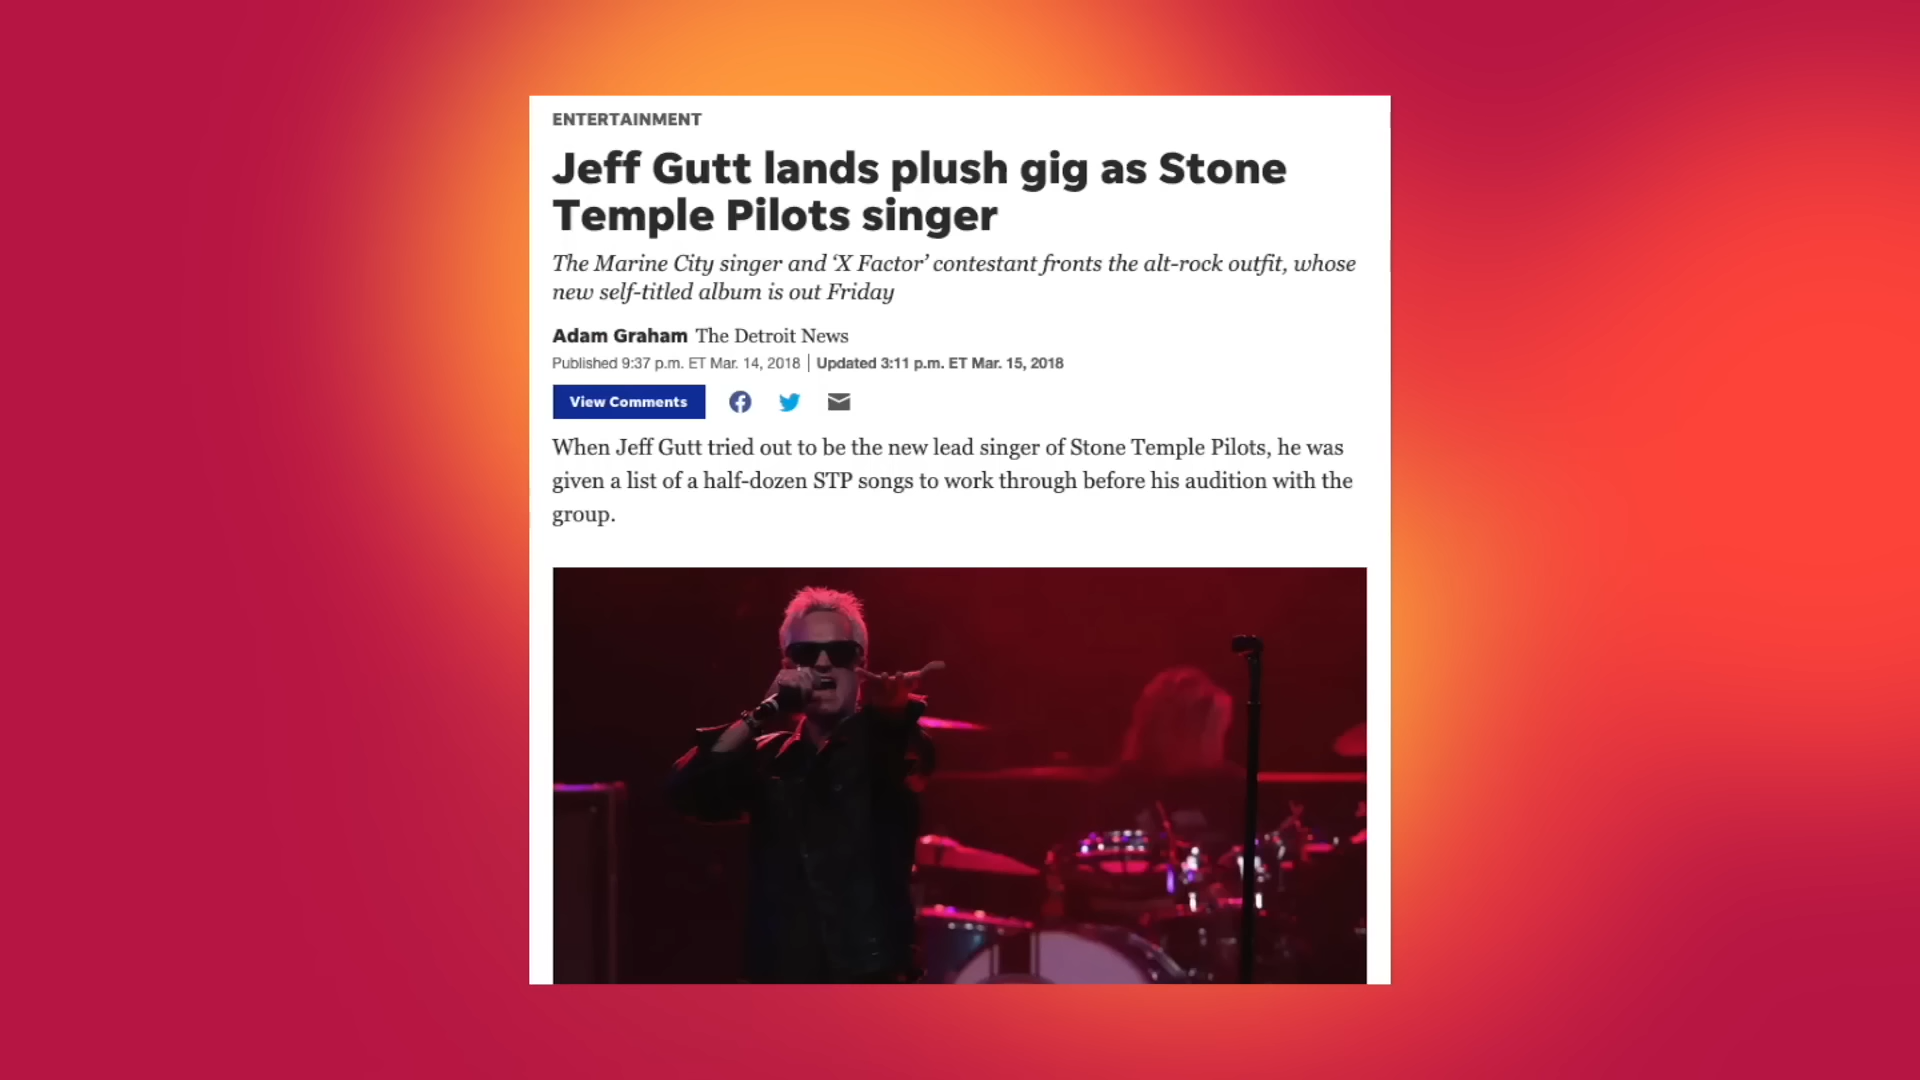 ENTERTAINMENT
Jeff Gutt lands plush gig as Stone
Temple Pilots singer
The Marine City singer and ‘X Factor’ contestant fronts the alt-rock outfit, whose
new self-titled album is out Friday
Adam Graham The Detroit News
Published 9:37 p.m. ET Mar. 14, 2018 | Updated 3:11 p.m. ET Mar. 15, 2018
View Comments
When Jeff Gutt tried out to be the new lead singer of Stone Temple Pilots, he was
given a list of a half-dozen STP songs to work through before his audition with the
group.